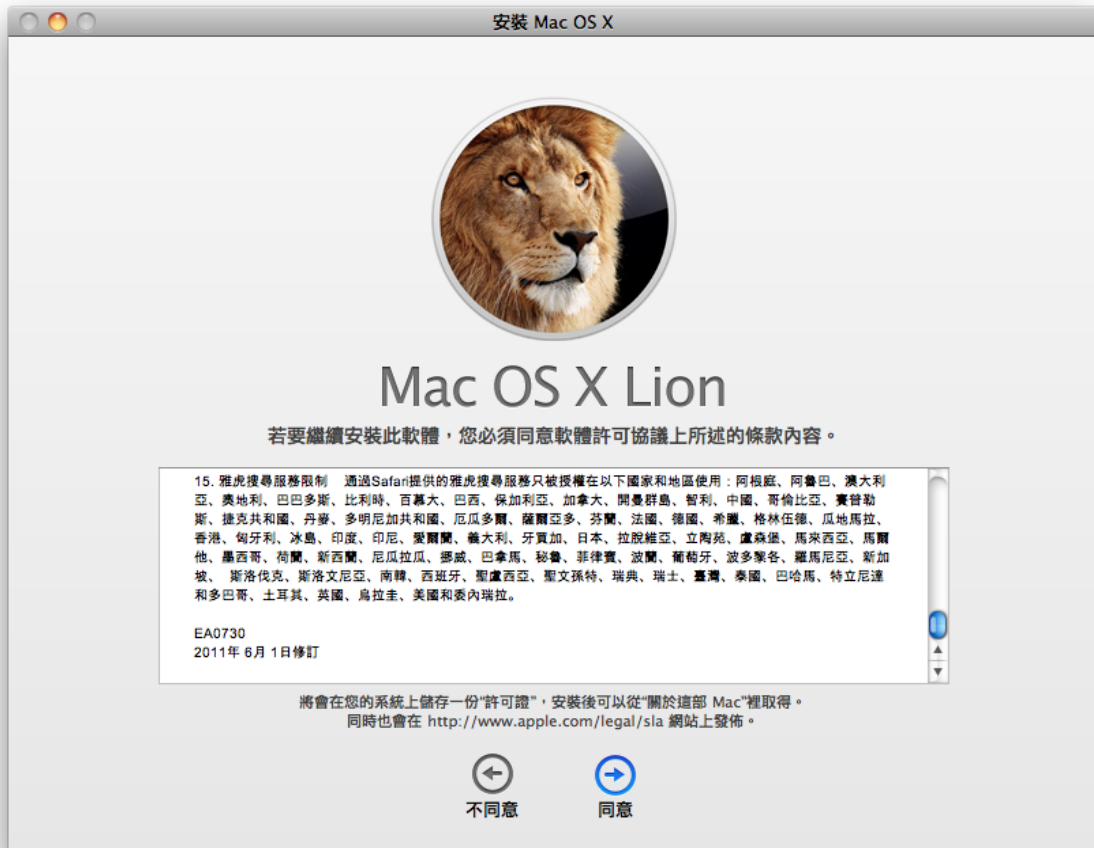 安裝 Mac OS X
Mac OS X Lion
若要繼續安裝此軟體，您必須同意軟體許可協議上所述的條款內容。
15. 雅虎搜尋服務限制　通過Safari提供的雅虎搜尋服務只被授權在以下國家和地區使用：阿根庭、阿魯巴、澳大利
亞、奧地利、巴巴多斯、比利時、百慕大、巴西、保加利亞、加拿大、開曼群島、智利、中國、哥倫比亞、賽普勒
斯、捷克共和國、丹麥、多明尼加共和國、厄瓜多爾、薩爾亞多、芬蘭、法國、德國、希臘、格林伍德、瓜地馬拉、
香港、匈牙利、冰島、印度、印尼、愛爾蘭、義大利、牙買加、日本、拉脫維亞、立陶苑、盧森堡、馬來西亞、馬爾
他、墨西哥、荷蘭、新西蘭、尼瓜拉瓜、挪威、巴拿馬、秘魯、菲律賓、波蘭、葡萄牙、波多黎各、羅馬尼亞、新加
坡、 斯洛伐克、斯洛文尼亞、南韓、西班牙、聖盧西亞、聖文孫特、瑞典、瑞士、臺灣、泰國、巴哈馬、特立尼達
和多巴哥、土耳其、英國、烏拉圭、美國和委內瑞拉。
EA0730
2011年 6月 1日修訂
將會在您的系統上儲存一份“許可證”，安裝後可以從“關於這部 Mac”裡取得。
同時也會在 http://www.apple.com/legal/sla 網站上發佈。
不同意
同意